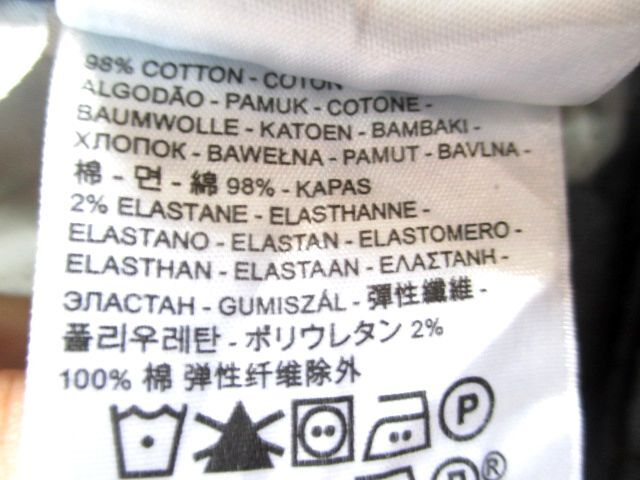 98% COTTON - COTON
ALGODÃO - PAMUK - COTONE -
BAUMWOLLE - KATOEN - BAMBAKI -
ХЛОПОК - BAWEŁNA - PAMUT - BAVLNA -
棉 - 면 - 綿 98% - KAPAS
2% ELASTANE - ELASTHANNE -
ELASTANO - ELASTAN - ELASTOMERO -
ELASTHAN - ELASTAAN - ΕΛΑΣΤΑΝΗ -
ЭЛАСТАН - GUMISZÁL - 彈性纖維 -
폴리우레탄 - ポリウレタン 2%
100% 棉 弹性纤维除外
P
®